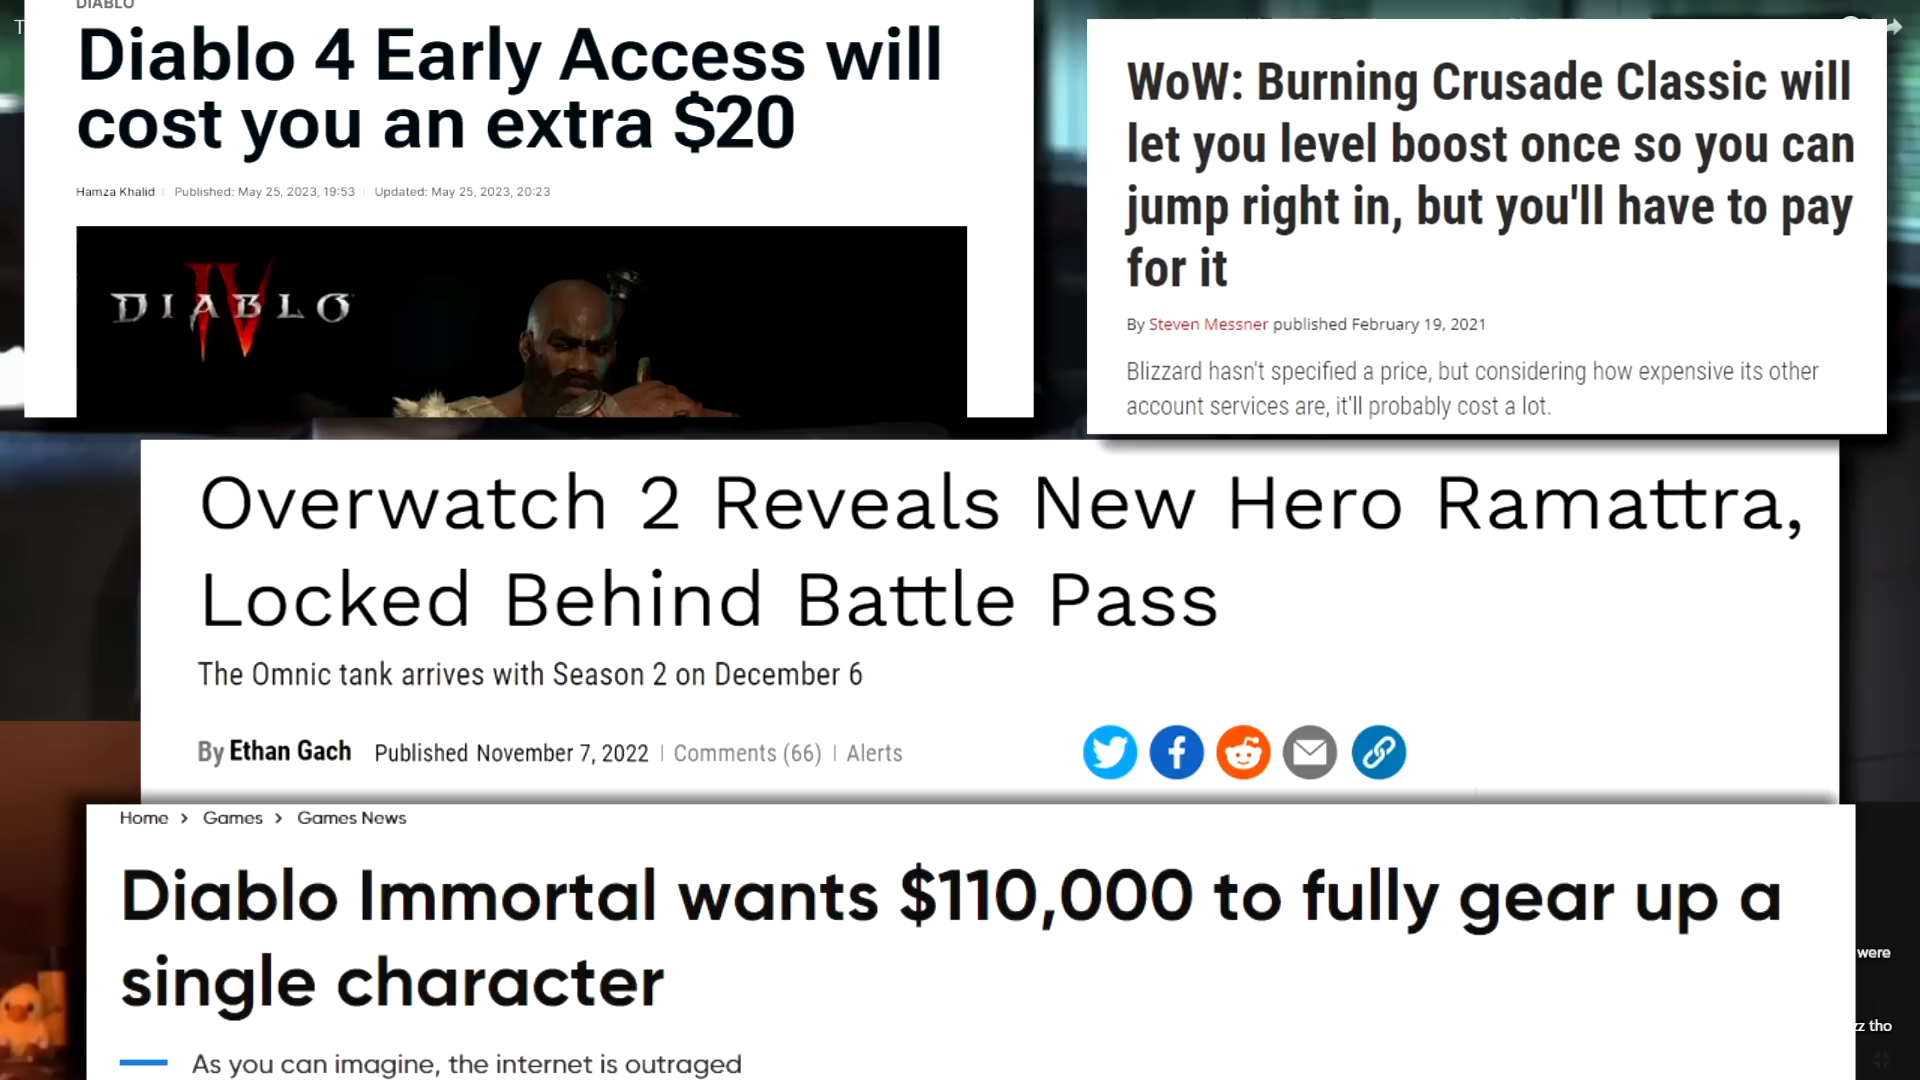 DIABLO
Diablo 4 Early Access will
cost you an extra $20
Hamza Khalid | Published: May 25, 2023, 19:53 | Updated: May 25, 2023, 20:23
DIABLO
IV
WoW: Burning Crusade Classic will
let you level boost once so you can
jump right in, but you'll have to pay
for it
By Steven Messner published February 19, 2021
Blizzard hasn't specified a price, but considering how expensive its other
account services are, it'll probably cost a lot.
Overwatch 2 Reveals New Hero Ramattra,
Locked Behind Battle Pass
The Omnic tank arrives with Season 2 on December 6
By Ethan Gach Published November 7, 2022 | Comments (66) | Alerts
Home > Games > Games News
Diablo Immortal wants $110,000 to fully gear up a
single character
As you can imagine, the internet is outraged
were
zz tho